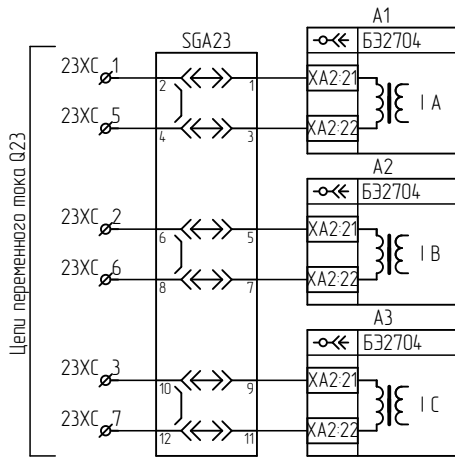 Цепи переменного тока Q23
SGA23
A1
БЭ2704
23XC 1
2
1
XA2:21
I A
23XC 5
4
3
XA2:22
A2
БЭ2704
23XC 2
6
5
XA2:21
I B
23XC 6
8
7
XA2:22
A3
БЭ2704
23XC 3
10
9
XA2:21
I C
23XC 7
12
11
XA2:22